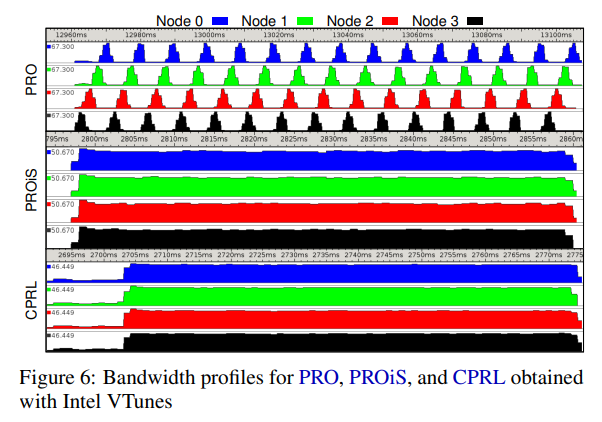 Node 0 Node 1 Node 2 Node 3
12960ms 12980ms 13000ms 13020ms 13040ms 13060ms 13080ms 13100ms
PRO
67.300
67.300
67.300
67.300
795ms 2800ms 2805ms 2810ms 2815ms 2820ms 2825ms 2830ms 2835ms 2840ms 2845ms 2850ms 2855ms 2860ms
PROiS
50.670
50.670
50.670
50.670
2695ms 2700ms 2705ms 2710ms 2715ms 2720ms 2725ms 2730ms 2735ms 2740ms 2745ms 2750ms 2755ms 2760ms 2765ms 2770ms 2775
CPRL
46.449
46.449
46.449
46.449
Figure 6: Bandwidth profiles for PRO, PROiS, and CPRL obtained
with Intel VTunes